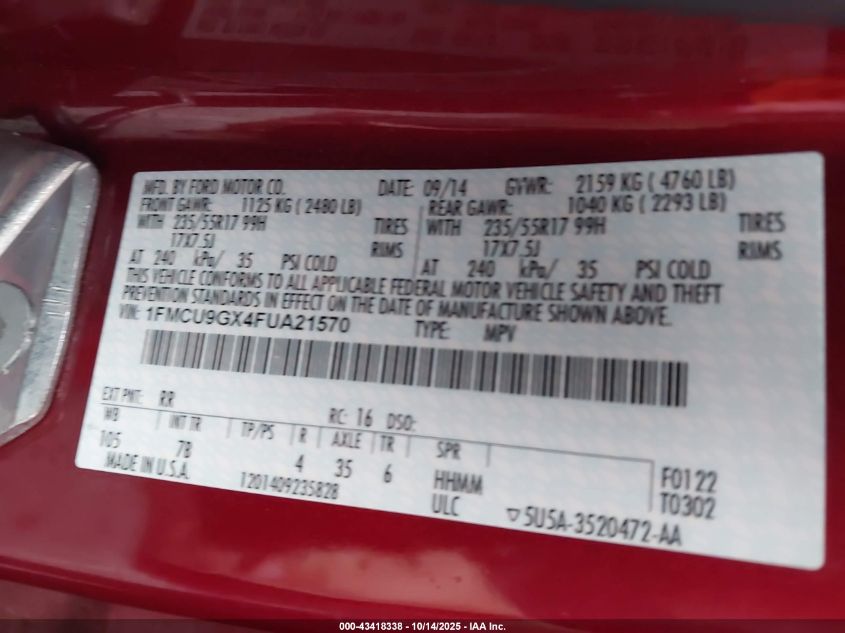 MFD. BY FORD MOTOR CO. DATE: 09/14 GVWR: 2159 KG ( 4760 LB)
FRONT GAWR: 1125 KG ( 2480 LB) REAR GAWR: 1040 KG ( 2293 LB)
WITH 235/55R17 99H TIRES WITH 235/55R17 99H TIRES
17X7.5J RIMS 17X7.5J RIMS
AT 240 kPa/ 35 PSI COLD AT 240 kPa/ 35 PSI COLD
THIS VEHICLE CONFORMS TO ALL APPLICABLE FEDERAL MOTOR VEHICLE SAFETY AND THEFT
PREVENTION STANDARDS IN EFFECT ON THE DATE OF MANUFACTURE SHOWN ABOVE.
VIN: 1FMCU9GX4FUA21570 TYPE: MPV
EXT PNT: RR RC: 16 DSO:
WB INT TR TP/PS R AXLE TR SPR
105 7B 4 35 6 HHMM F0122
MADE IN U.S.A. 1201409235828 ULC T0302
5U5A-3520472-AA
000-43418338 - 10/14/2025 - IAA Inc.